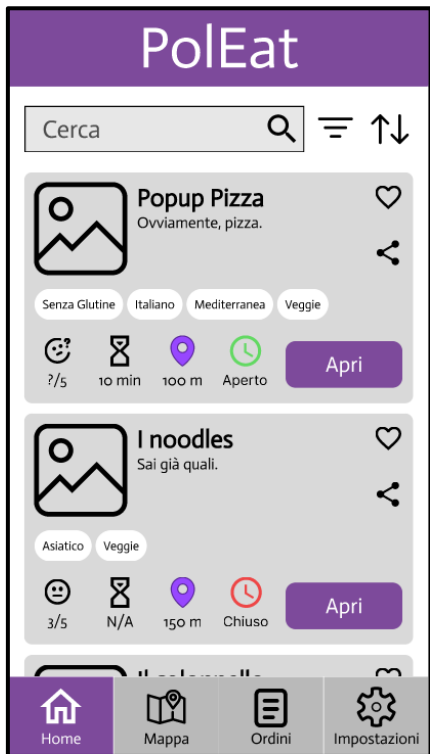 PolEat
Cerca
Popup Pizza
Ovviamente, pizza.
Senza Glutine Italiano Mediterranea Veggie
?/5 10 min 100 m Aperto Apri
I noodles
Sai già quali.
Asiatico Veggie
3/5 N/A 150 m Chiuso Apri
Home Mappa Ordini Impostazioni